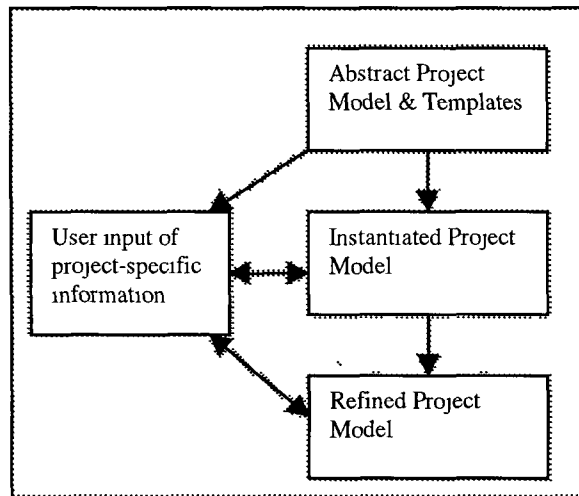 Abstract Project
Model & Templates
User input of
project-specific
information
Instantiated Project
Model
Refined Project
Model